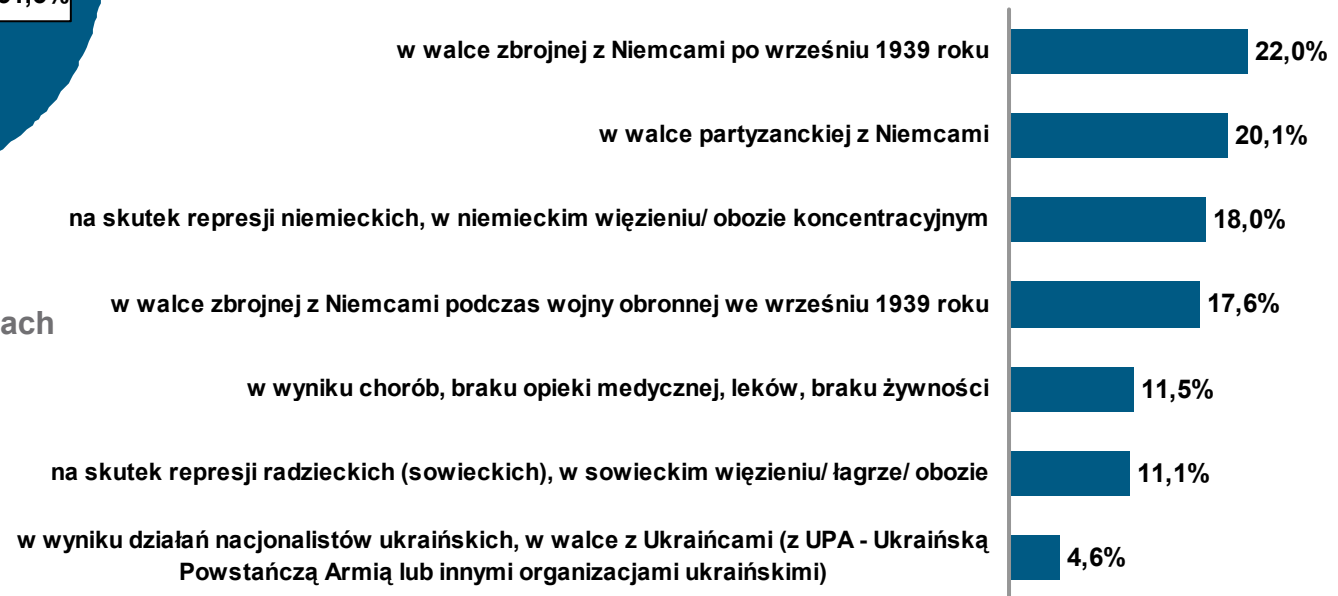 w walce zbrojnej z Niemcami po wrześniu 1939 roku
22,0%
w walce partyzanckiej z Niemcami
20,1%
na skutek represji niemieckich, w niemieckim więzieniu/ obozie koncentracyjnym
18,0%
w walce zbrojnej z Niemcami podczas wojny obronnej we wrześniu 1939 roku
17,6%
ach
w wyniku chorób, braku opieki medycznej, leków, braku żywności
11,5%
na skutek represji radzieckich (sowieckich), w sowieckim więzieniu/ łagrze/ obozie
11,1%
w wyniku działań nacjonalistów ukraińskich, w walce z Ukraińcami (z UPA - Ukraińską
Powstańczą Armią lub innymi organizacjami ukraińskimi)
4,6%